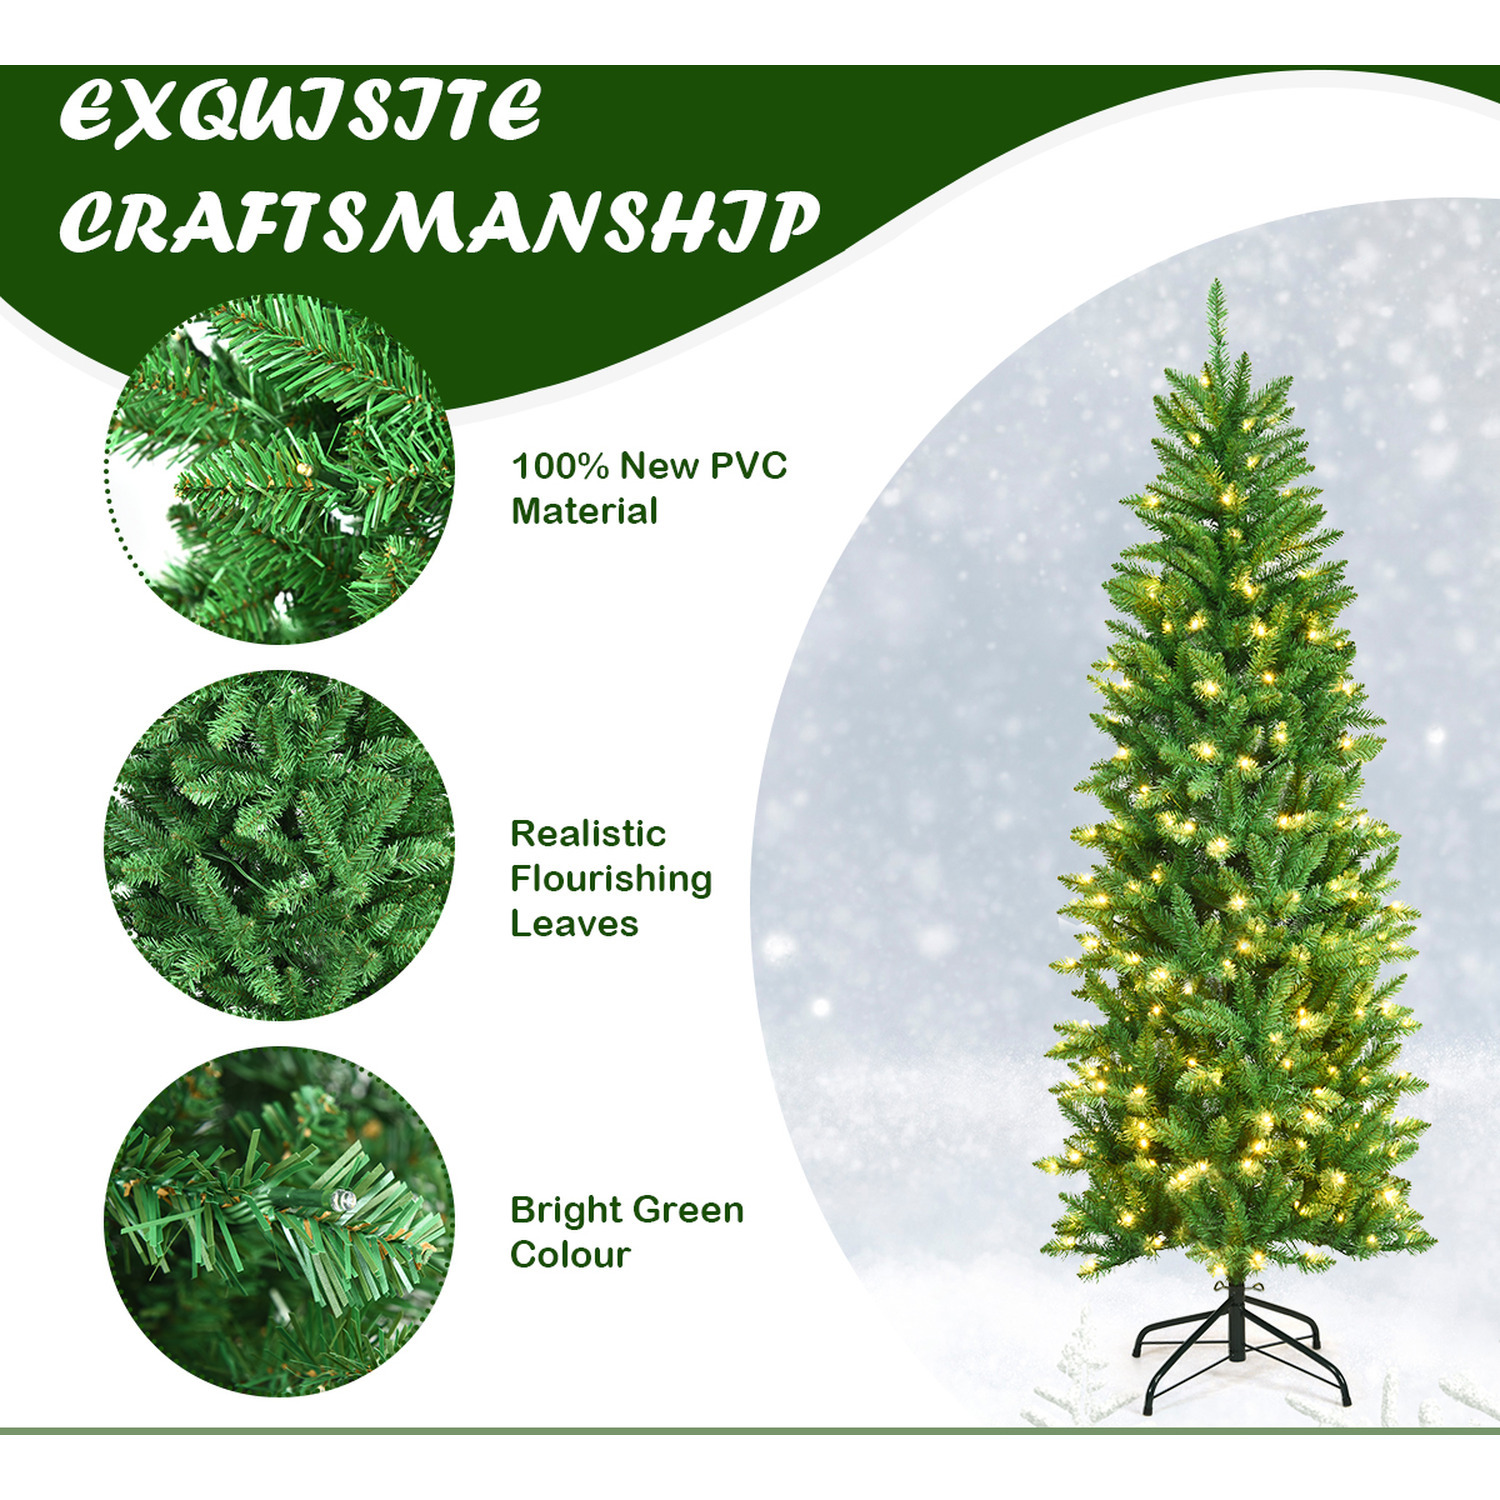 EXQUISITE
CRAFTSMANSHIP
100% New PVC
Material
Realistic
Flourishing
Leaves
Bright Green
Colour